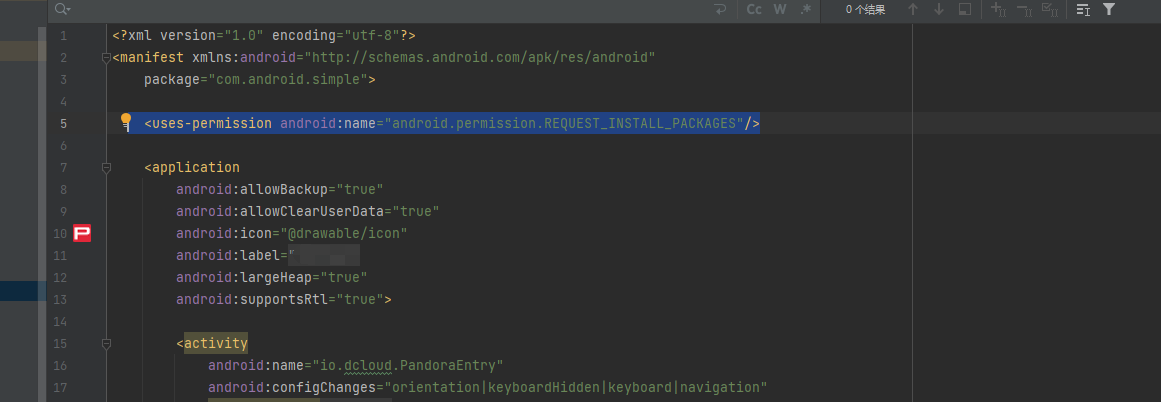 Cc W .* 0 个结果
1 <?xml version="1.0" encoding="utf-8"?>
2 <manifest xmlns:android="http://schemas.android.com/apk/res/android"
3 package="com.android.simple">
4
5 <uses-permission android:name="android.permission.REQUEST_INSTALL_PACKAGES"/>
6
7 <application
8 android:allowBackup="true"
9 android:allowClearUserData="true"
10 android:icon="@drawable/icon"
11 android:label="
12 android:largeHeap="true"
13 android:supportsRtl="true">
14
15 <activity
16 android:name="io.dcloud.PandoraEntry"
17 android:configChanges="orientation|keyboardHidden|keyboard|navigation"